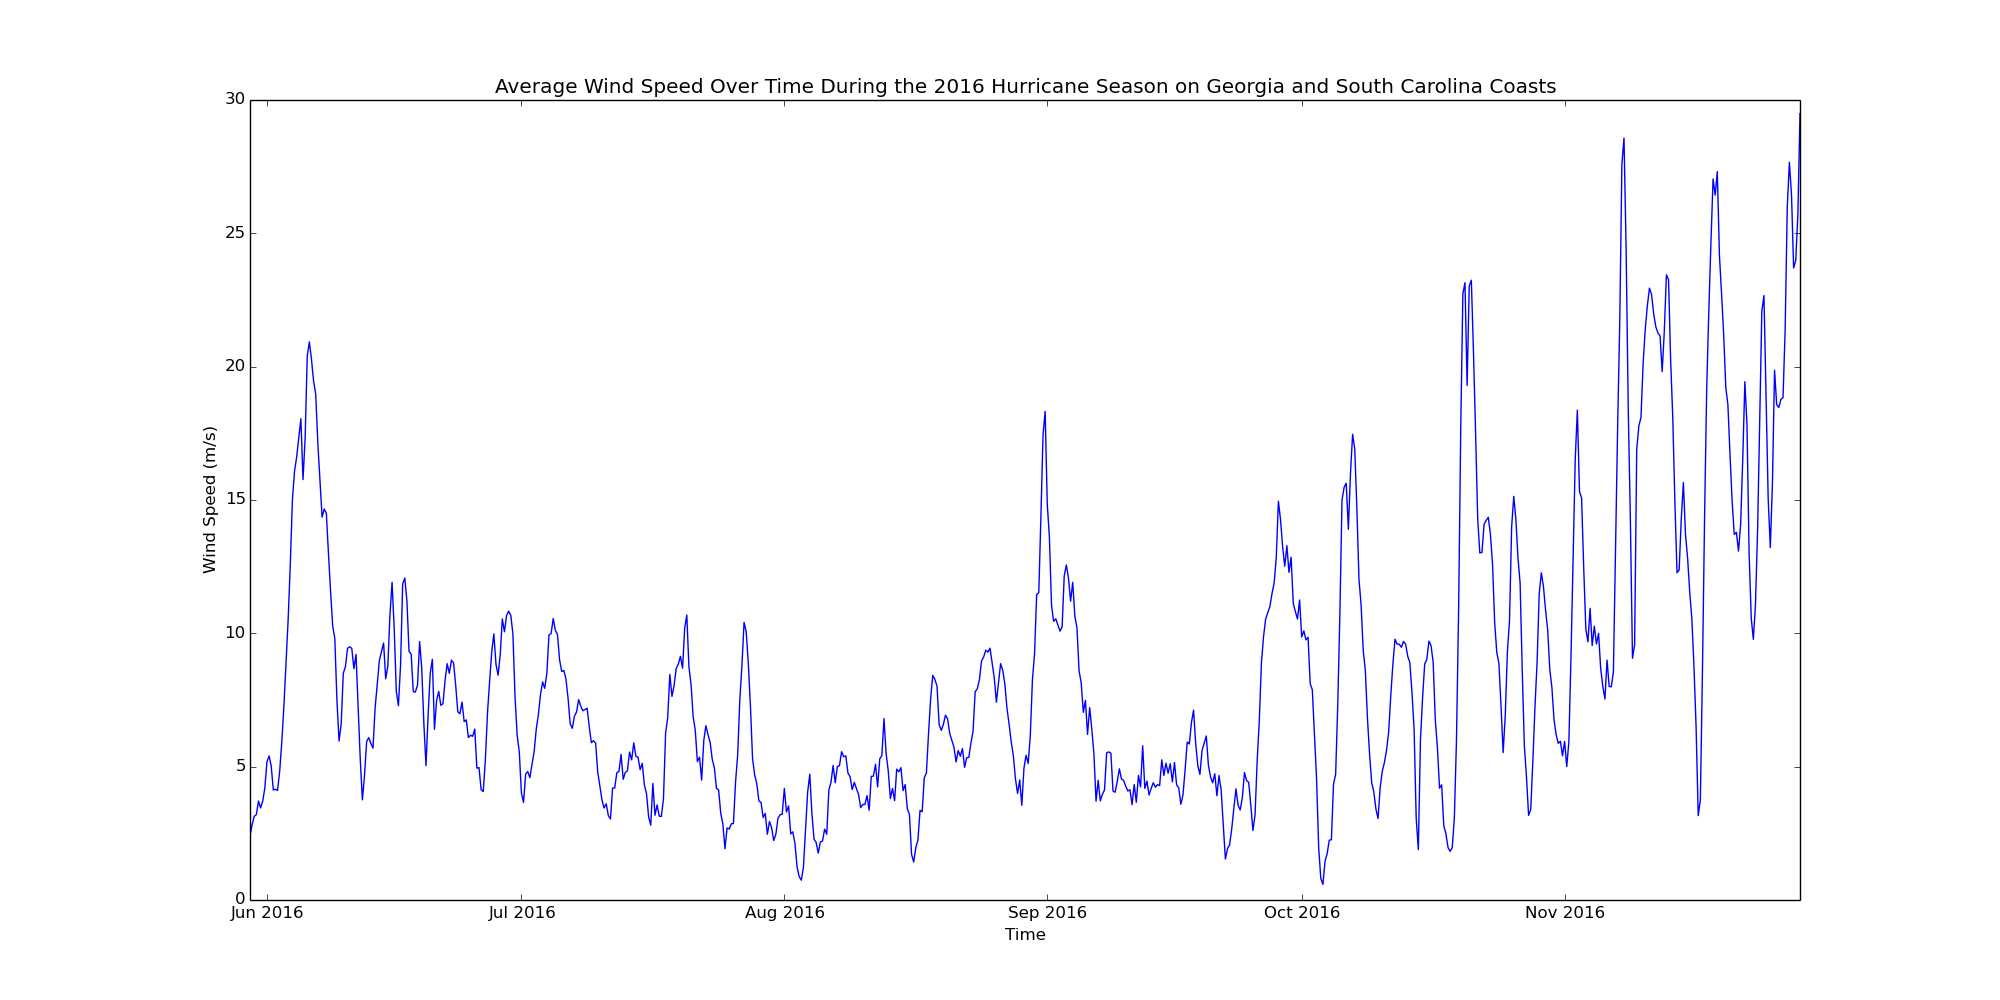 Average Wind Speed Over Time During the 2016 Hurricane Season on Georgia and South Carolina Coasts
30
25
20
15
10
5
0
Wind Speed (m/s)
Jun 2016
Jul 2016
Aug 2016
Sep 2016
Oct 2016
Nov 2016
Time